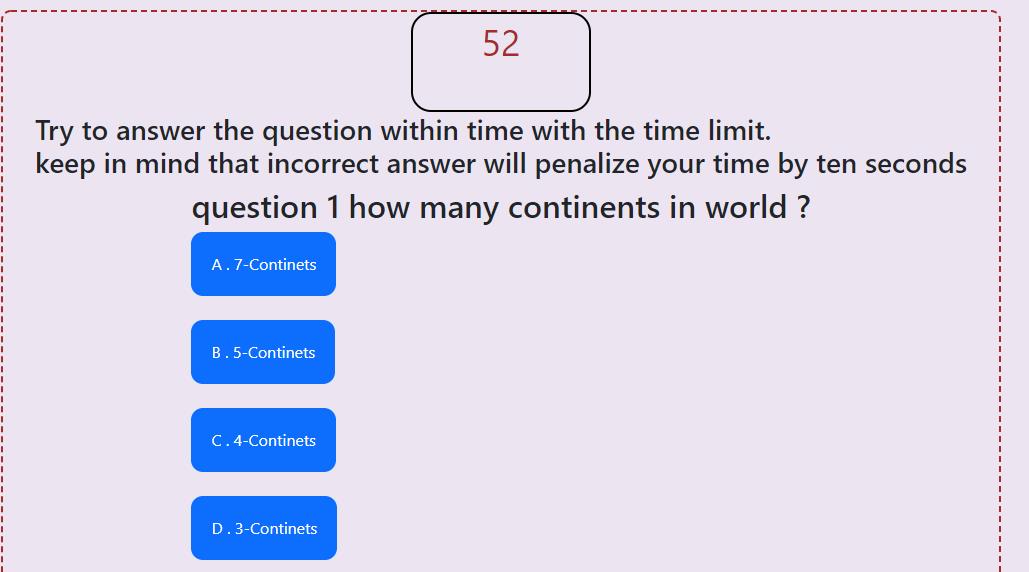 52
Try to answer the question within time with the time limit.
keep in mind that incorrect answer will penalize your time by ten seconds
question 1 how many continents in world ?
A . 7-Continets
B . 5-Continets
C . 4-Continets
D . 3-Continets